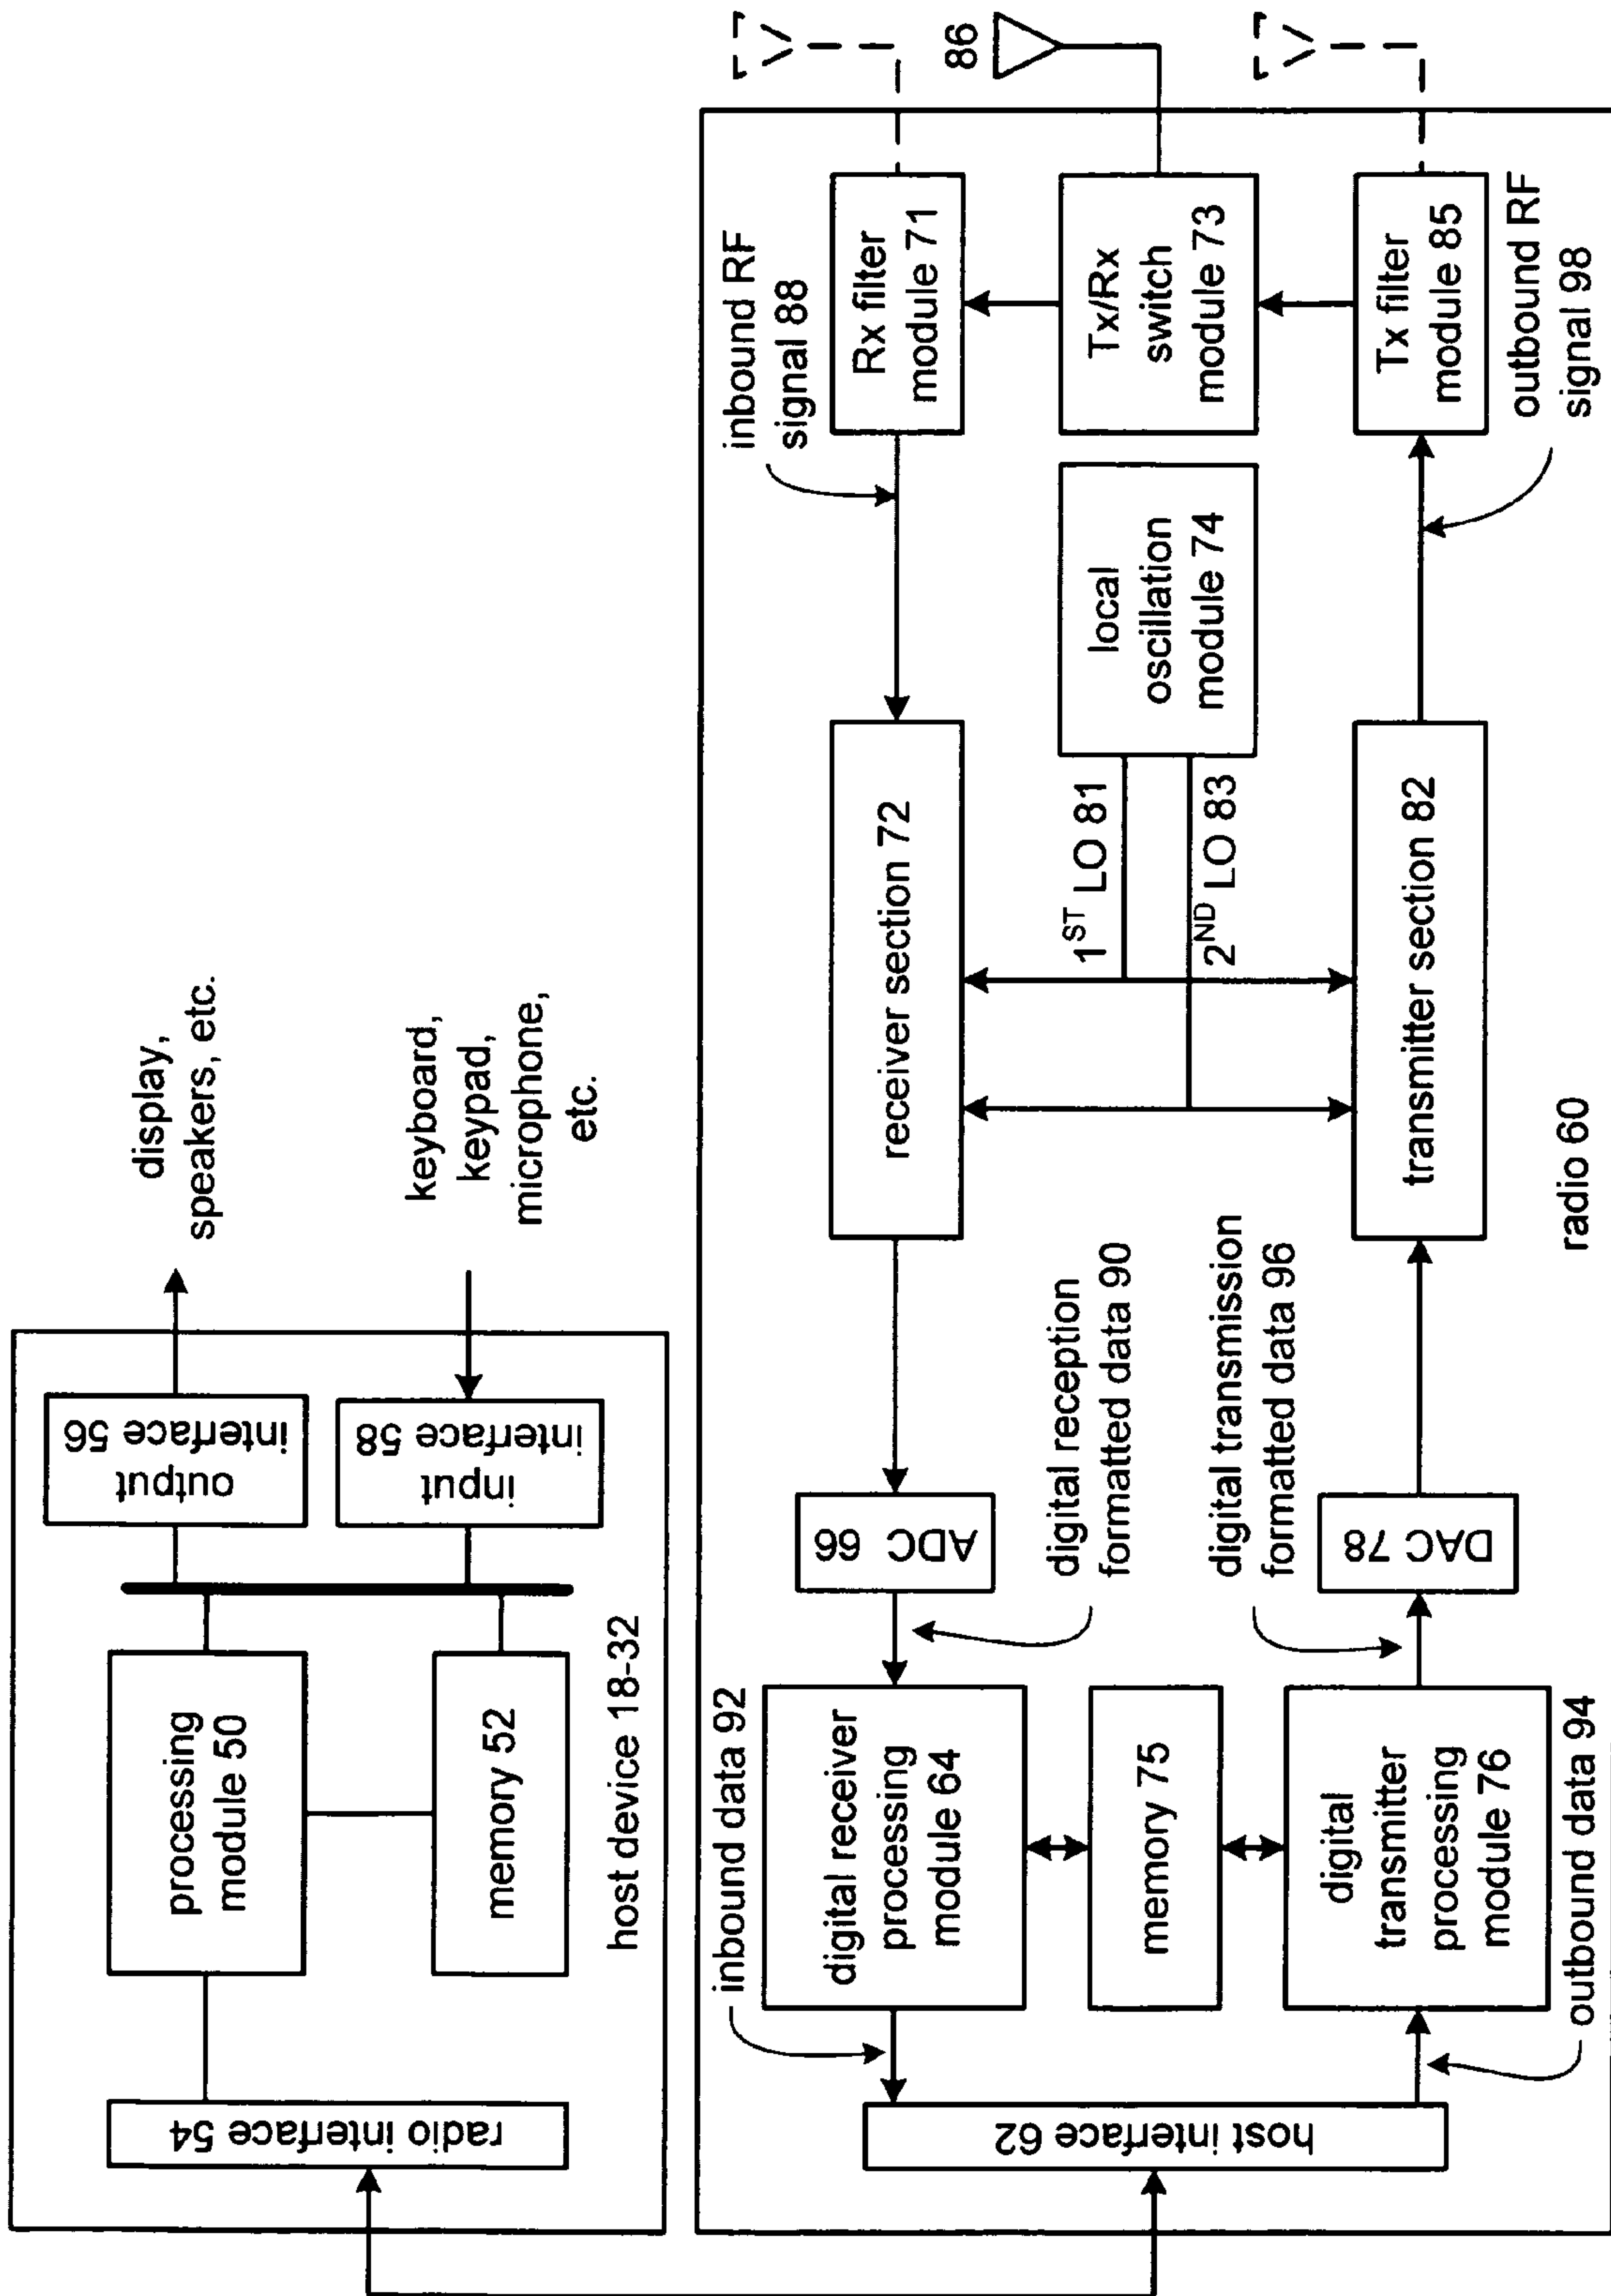 radio interface 54
processing
module 50
memory 52
output
interface 56
input
interface 58
display,
speakers, etc.
keyboard,
keypad,
microphone,
etc.
host device 18-32
host interface 62
inbound data 92
digital receiver
processing
module 64
memory 75
digital
transmitter
processing
module 76
outbound data 94
ADC 66
digital reception
formatted data 90
digital transmission
formatted data 96
DAC 78
receiver section 72
1ST LO 81
2ND LO 83
transmitter section 82
local
oscillation
module 74
inbound RF
signal 88
Rx filter
module 71
Tx/Rx
switch
module 73
Tx filter
module 85
outbound RF
signal 98
86
radio 60